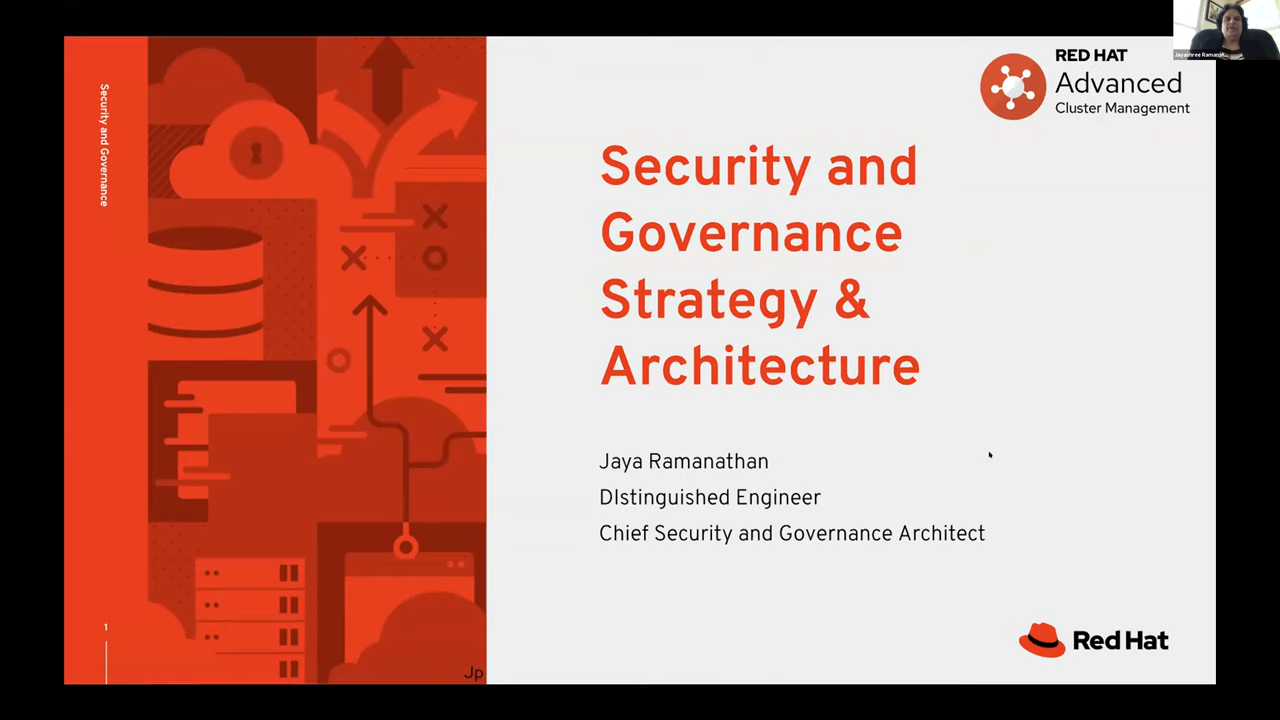 Security and Governance
RED HAT
Advanced
Cluster Management
Security and
Governance
Strategy &
Architecture
Jaya Ramanathan
DIstinguished Engineer
Chief Security and Governance Architect
1
Jp
Red Hat
Jayashree